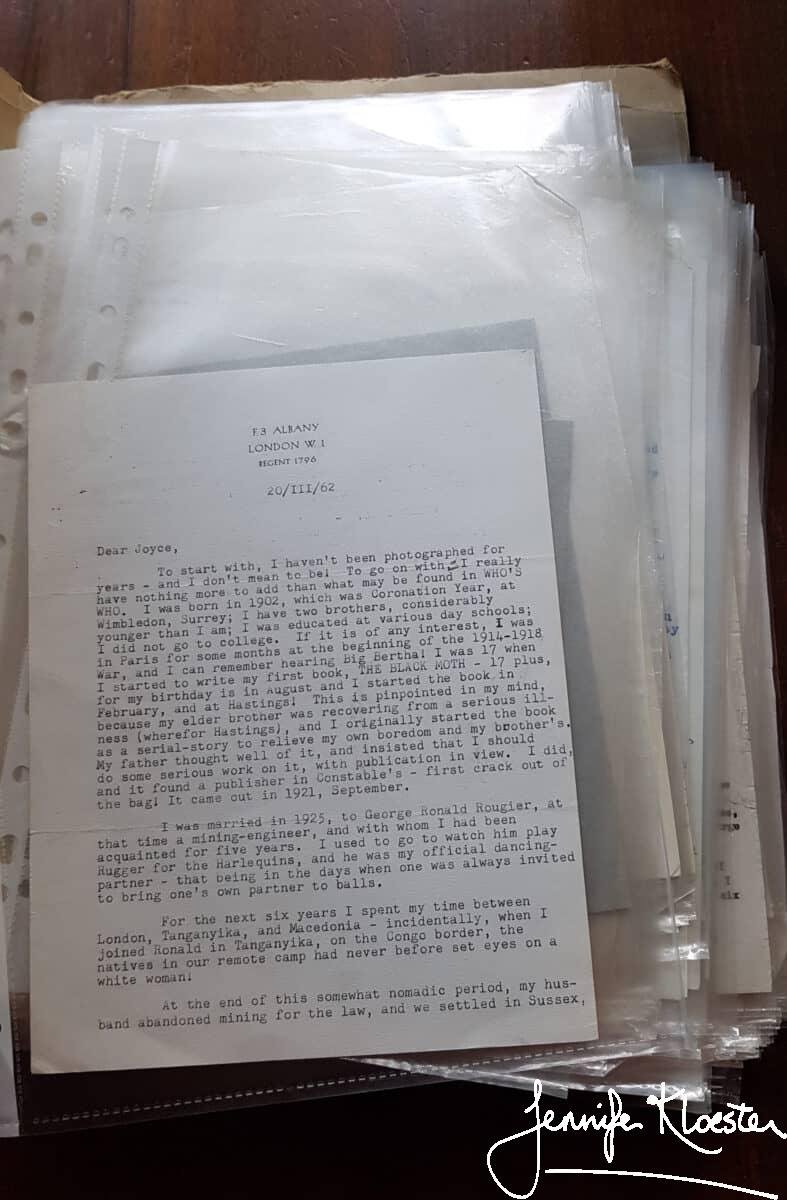 F.3 ALBANY
LONDON W.1
REGENT 1796
20/III/62
Dear Joyce,
To start with, I haven't been photographed for
years - and I don't mean to be! To go on with, I really
have nothing more to add than what may be found in WHO'S
WHO. I was born in 1902, which was Coronation Year, at
Wimbledon, Surrey; I have two brothers, considerably
younger than I am; I was educated at various day schools;
I did not go to college. If it is of any interest, I was
in Paris for some months at the beginning of the 1914-1918
War, and I can remember hearing Big Bertha! I was 17 when
I started to write my first book, THE BLACK MOTH - 17 plus,
for my birthday is in August and I started the book in
February, and at Hastings! This is pinpointed in my mind,
because my elder brother was recovering from a serious ill-
ness (wherefor Hastings), and I originally started the book
as a serial-story to relieve my own boredom and my brother's.
My father thought well of it, and insisted that I should
do some serious work on it, with publication in view. I did,
and it found a publisher in Constable's - first crack out of
the bag! It came out in 1921, September.
I was married in 1925, to George Ronald Rougier, at
that time a mining-engineer, and with whom I had been
acquainted for five years. I used to go to watch him play
Rugger for the Harlequins, and he was my official dancing-
partner - that being in the days when one was always invited
to bring one's own partner to balls.
For the next six years I spent my time between
London, Tanganyika, and Macedonia - incidentally, when I
joined Ronald in Tanganyika, on the Congo border, the
natives in our remote camp had never before set eyes on a
white woman!
At the end of this somewhat nomadic period, my hus-
band abandoned mining for the law, and we settled in Sussex,
six
Jennifer Kloester